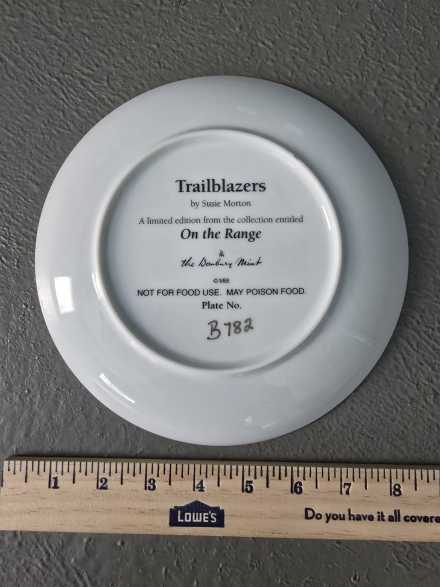 Trailblazers
by Susie Morton
A limited edition from the collection entitled
On the Range
the Danbury Mint
© MBI
NOT FOR FOOD USE. MAY POISON FOOD.
Plate No.
B782
1 2 3 4 5 6 7 8
LOWE'S
Do you have it all covere